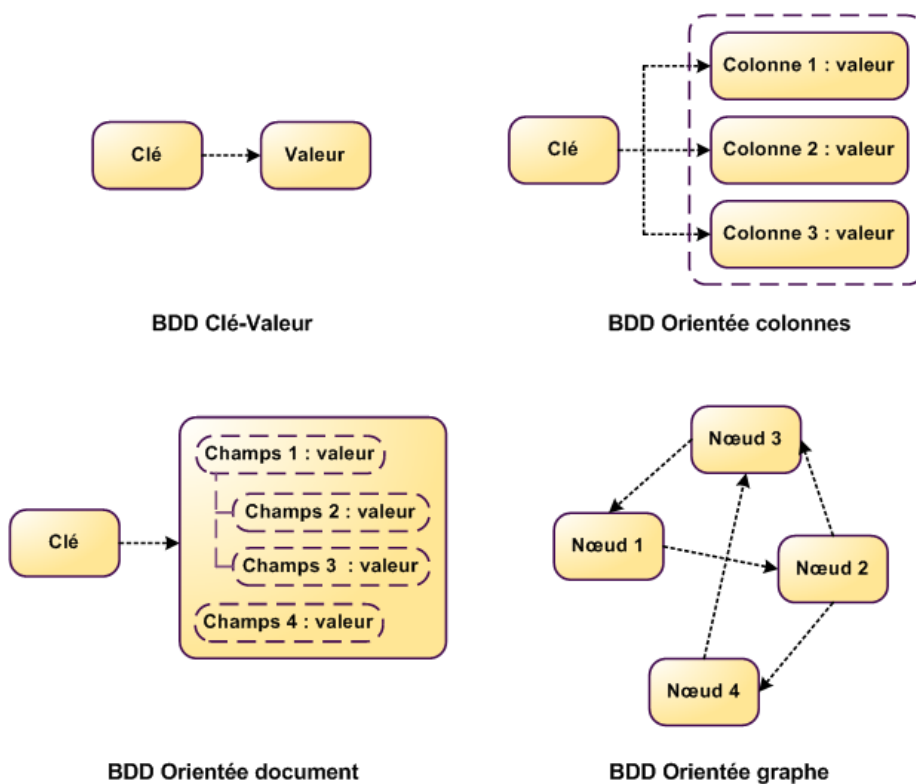 Clé
Valeur
BDD Clé-Valeur
Clé
Colonne 1 : valeur
Colonne 2 : valeur
Colonne 3 : valeur
BDD Orientée colonnes
Clé
Champs 1 : valeur
Champs 2 : valeur
Champs 3 : valeur
Champs 4 : valeur
BDD Orientée document
Nœud 3
Nœud 1
Nœud 2
Nœud 4
BDD Orientée graphe